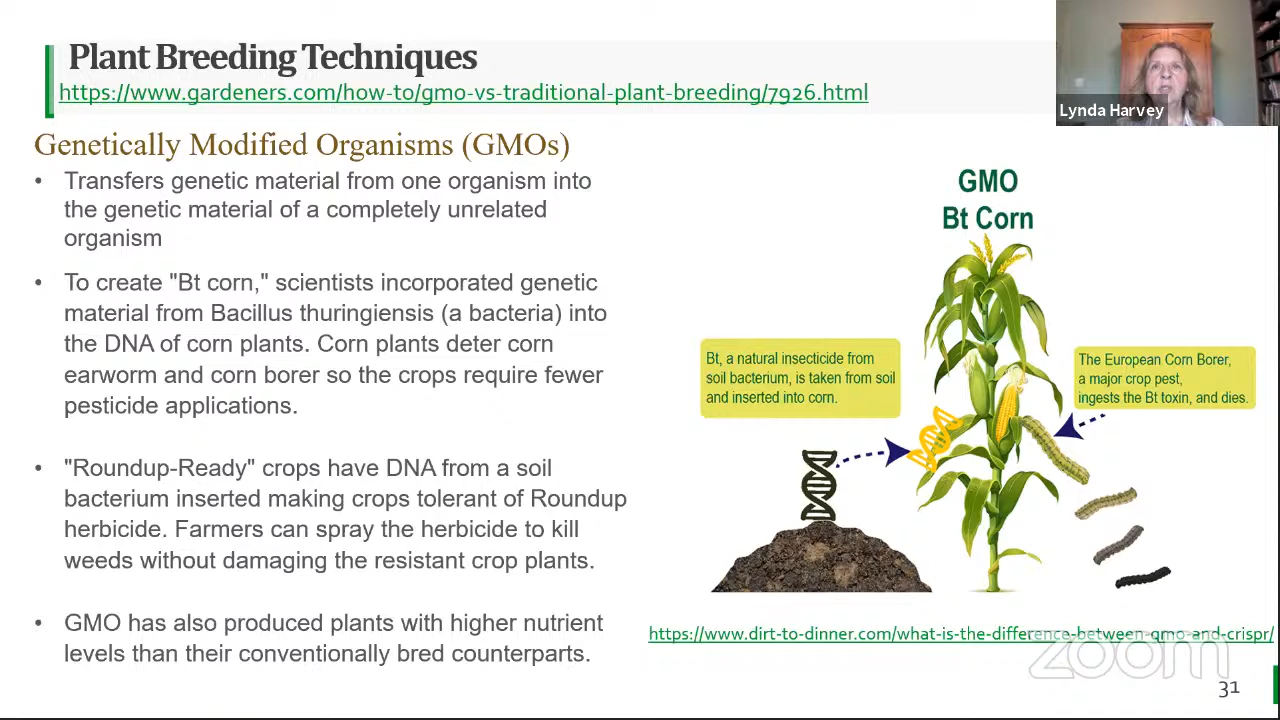 Plant Breeding Techniques
https://www.gardeners.com/how-to/gmo-vs-traditional-plant-breeding/7926.html
Lynda Harvey
Genetically Modified Organisms (GMOs)
• Transfers genetic material from one organism into
the genetic material of a completely unrelated
organism
• To create "Bt corn," scientists incorporated genetic
material from Bacillus thuringiensis (a bacteria) into
the DNA of corn plants. Corn plants deter corn
earworm and corn borer so the crops require fewer
pesticide applications.
• "Roundup-Ready" crops have DNA from a soil
bacterium inserted making crops tolerant of Roundup
herbicide. Farmers can spray the herbicide to kill
weeds without damaging the resistant crop plants.
• GMO has also produced plants with higher nutrient
levels than their conventionally bred counterparts.
GMO
Bt Corn
Bt, a natural insecticide from
soil bacterium, is taken from soil
and inserted into corn.
The European Corn Borer,
a major crop pest,
ingests the Bt toxin, and dies.
https://www.dirt-to-dinner.com/what-is-the-difference-between-gmo-and-crispr/
zoom
31